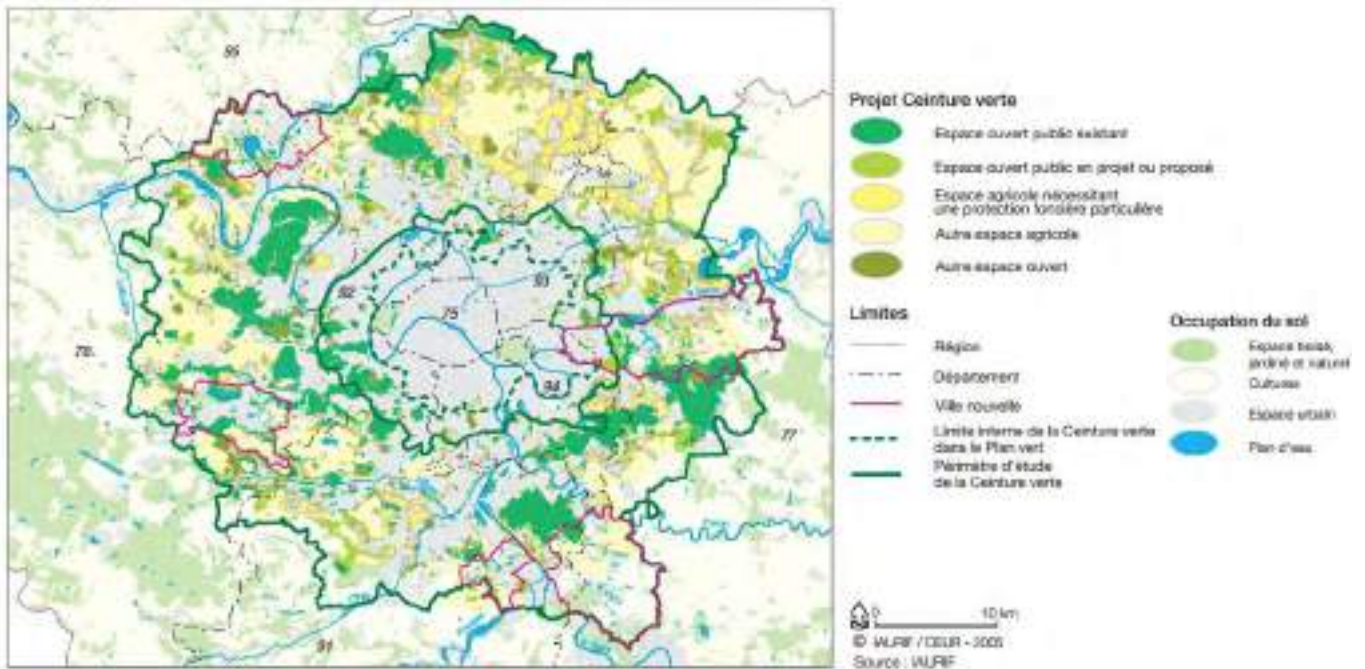 95
78
92
93
75
94
77
91
Projet Ceinture verte
Espace ouvert public existant
Espace ouvert public en projet ou proposé
Espace agricole nécessitant
une protection foncière particulière
Autre espace agricole
Autre espace ouvert
Limites
Région
Département
Ville nouvelle
Limite interne de la Ceinture verte
dans le Plan vert
Périmètre d'étude
de la Ceinture verte
Occupation du sol
Espace boisé,
jardiné et naturel
Cultures
Espace urbain
Plan d'eau
0 10 km
© IAURIF / DEUR - 2005
Source : IAURIF